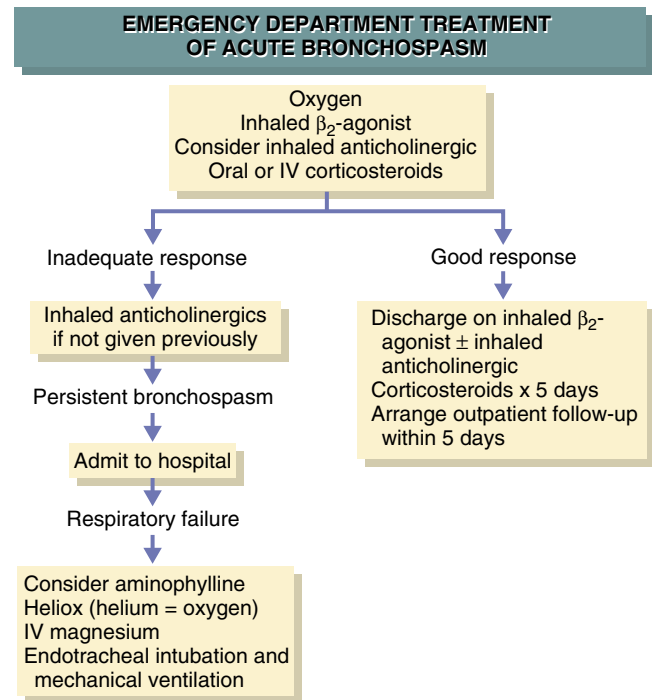 EMERGENCY DEPARTMENT TREATMENT
OF ACUTE BRONCHOSPASM
Oxygen
Inhaled β₂-agonist
Consider inhaled anticholinergic
Oral or IV corticosteroids
Inadequate response
Inhaled anticholinergics
if not given previously
Persistent bronchospasm
Admit to hospital
Respiratory failure
Consider aminophylline
Heliox (helium = oxygen)
IV magnesium
Endotracheal intubation and
mechanical ventilation
Good response
Discharge on inhaled β₂-
agonist ± inhaled
anticholinergic
Corticosteroids x 5 days
Arrange outpatient follow-up
within 5 days